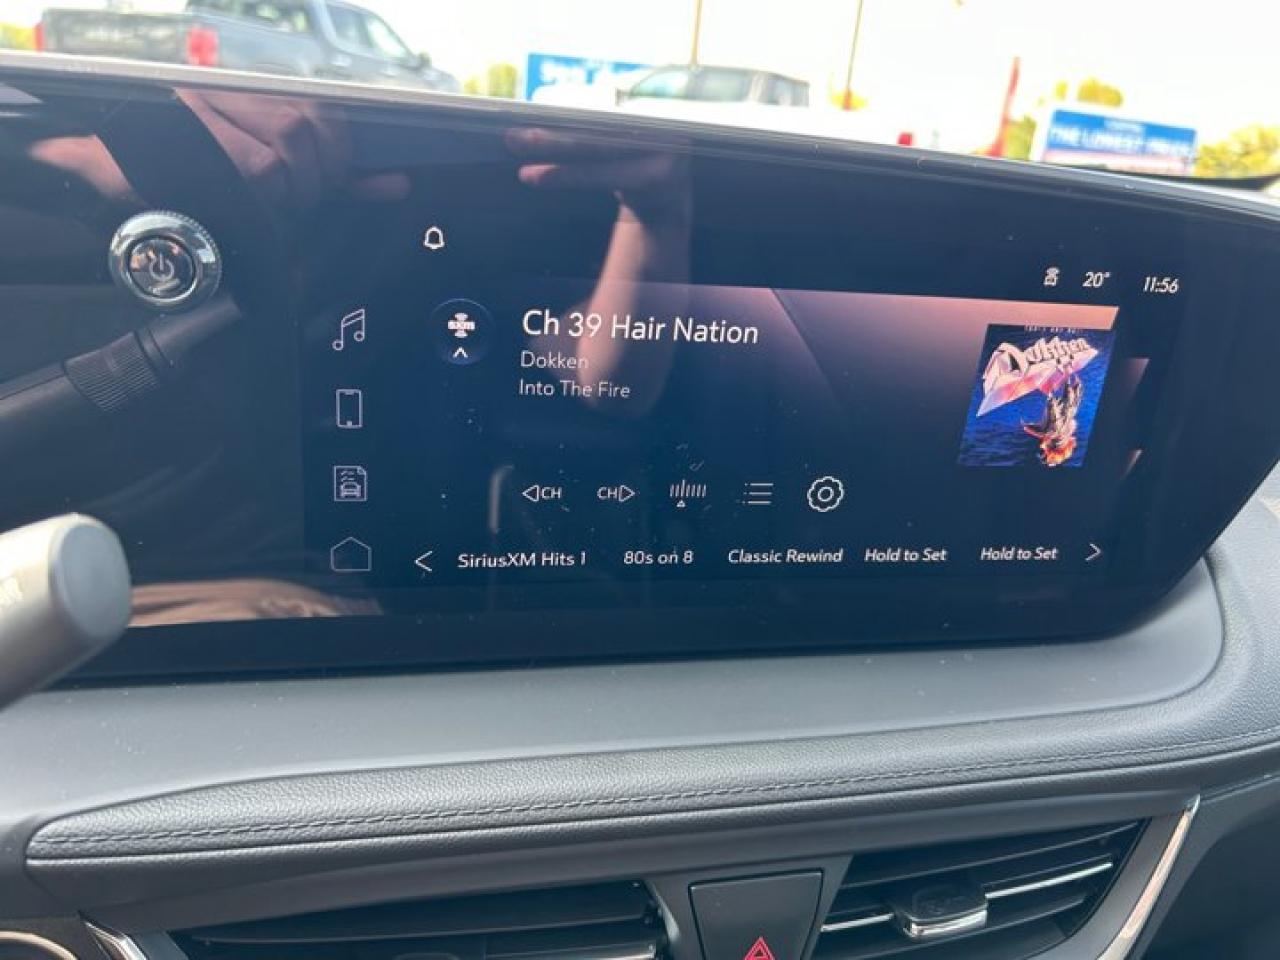 THE LOWEST PRICE
20° 11:56
sxm
Ch 39 Hair Nation
Dokken
Into The Fire
Dokken
CH CH
SiriusXM Hits 1 80s on 8 Classic Rewind Hold to Set Hold to Set